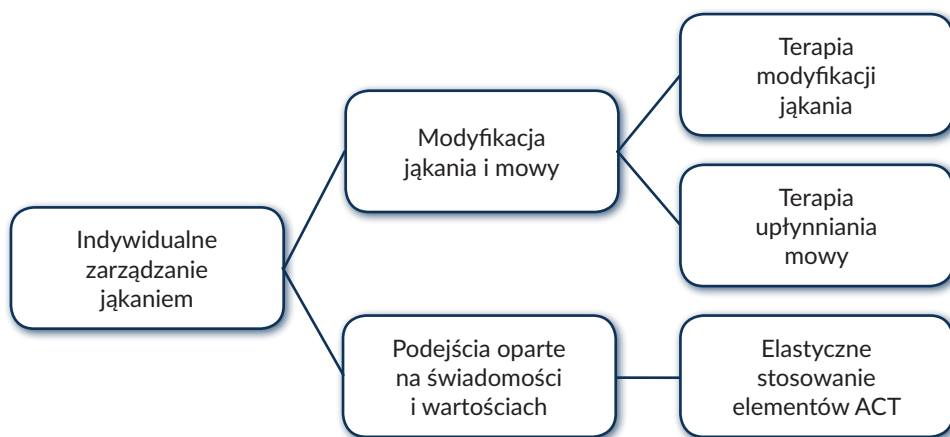 Indywidualne
zarządzanie
jąkaniem
Modyfikacja
jąkania i mowy
Terapia
modyfikacji
jąkania
Terapia
upłynniania
mowy
Podejścia oparte
na świadomości
i wartościach
Elastyczne
stosowanie
elementów ACT